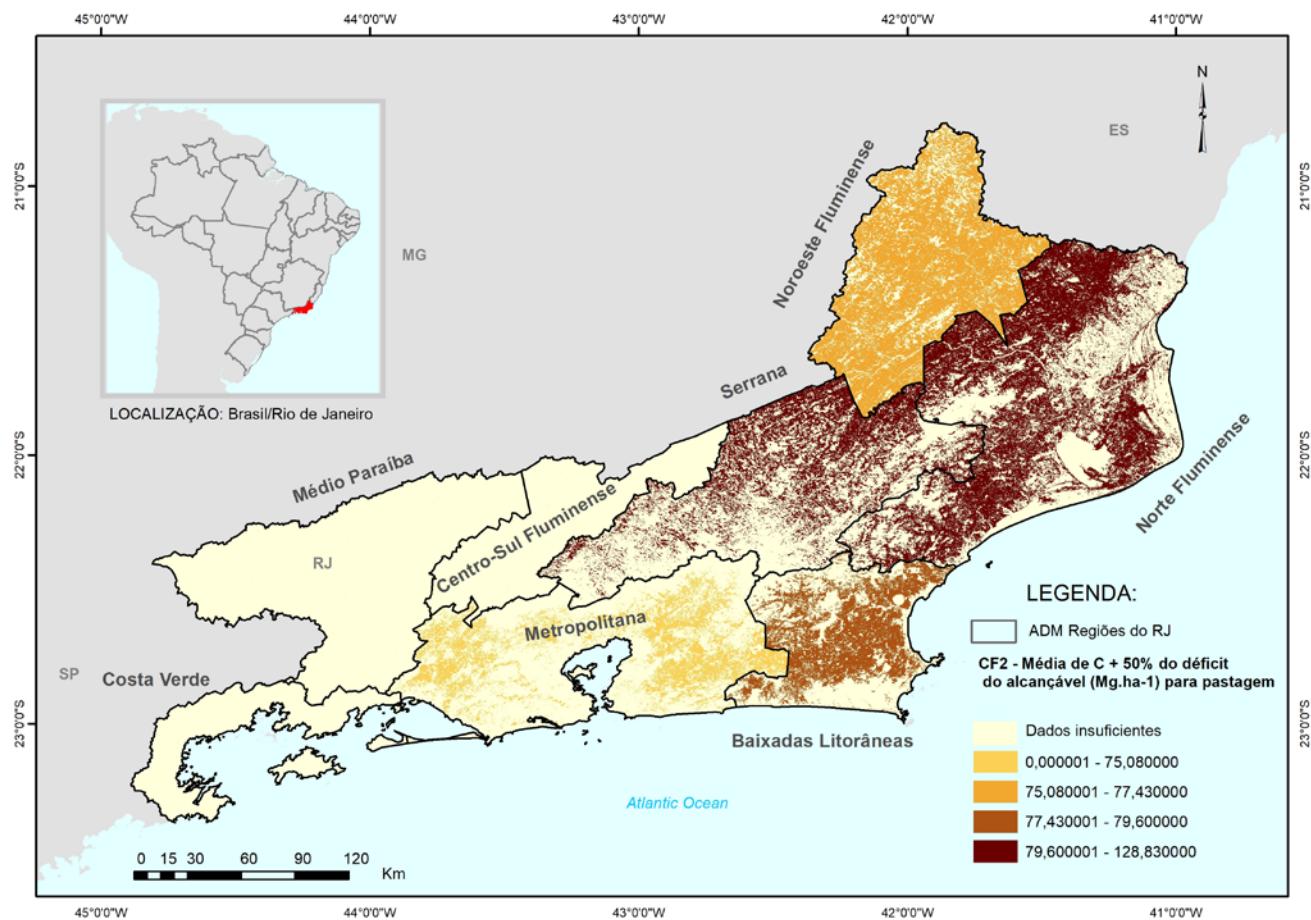 45°0'0"W 44°0'0"W 43°0'0"W 42°0'0"W 41°0'0"W
N
ES
21°0'0"S
21°0'0"S
Noroeste Fluminense
MG
Serrana
LOCALIZAÇÃO: Brasil/Rio de Janeiro
22°0'0"S
22°0'0"S
Médio Paraíba
Norte Fluminense
Centro-Sul Fluminense
RJ
LEGENDA:
Metropolitana
ADM Regiões do RJ
SP
Costa Verde
CF2 - Média de C + 50% do déficit
do alcançável (Mg.ha-1) para pastagem
23°0'0"S
23°0'0"S
Baixadas Litorâneas
Dados insuficientes
0,000001 - 75,080000
75,080001 - 77,430000
77,430001 - 79,600000
79,600001 - 128,830000
Atlantic Ocean
0 15 30 60 90 120
Km
45°0'0"W 44°0'0"W 43°0'0"W 42°0'0"W 41°0'0"W